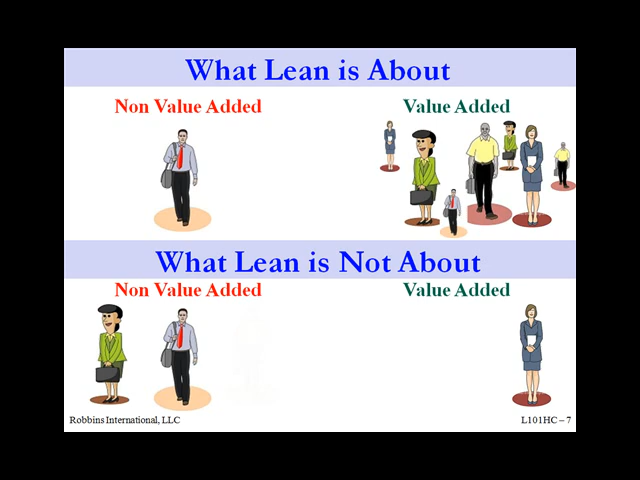 What Lean is About
Non Value Added Value Added
What Lean is Not About
Non Value Added Value Added
Robbins International, LLC L101HC – 7